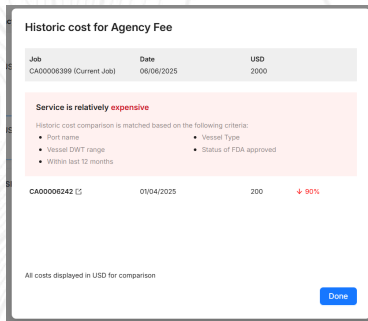 Historic cost for Agency Fee
Job Date USD
CA00006399 (Current Job) 06/06/2025 2000
Service is relatively expensive
Historic cost comparison is matched based on the following criteria:
• Port name • Vessel Type
• Vessel DWT range • Status of FDA approved
• Within last 12 months
CA00006242 01/04/2025 200 ↓ 90%
All costs displayed in USD for comparison
Done